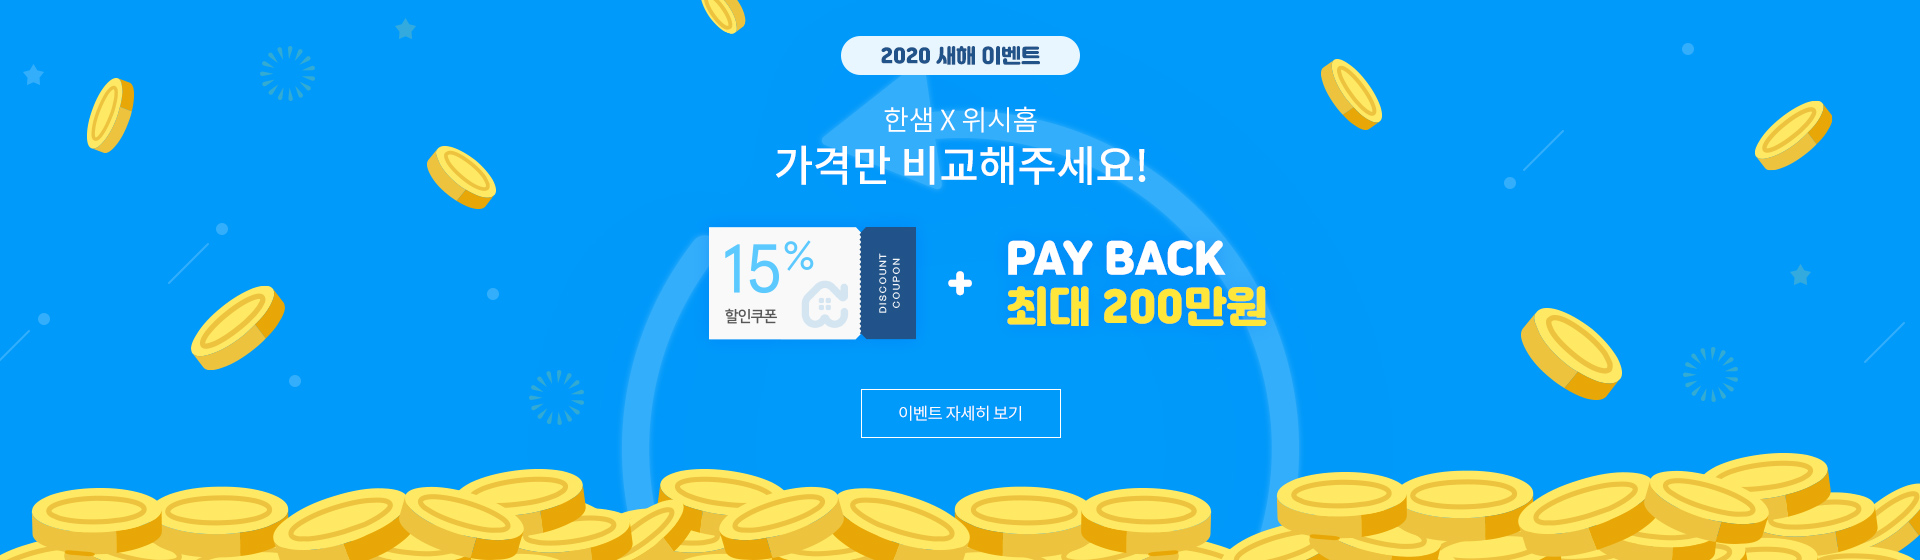 2020 새해 이벤트
한샘 X 위시홈
가격만 비교해주세요!
15%
할인쿠폰
DISCOUNT
COUPON
+
PAY BACK
최대 200만원
이벤트 자세히 보기